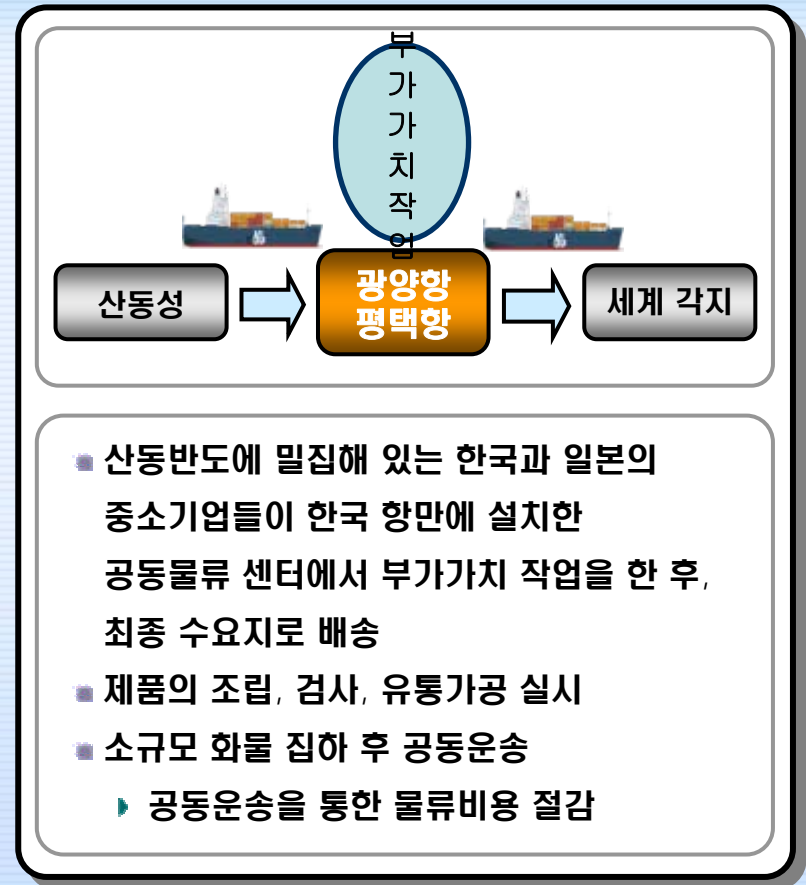 부가가치작업
산동성
광양항
평택항
세계 각지
산동반도에 밀집해 있는 한국과 일본의
중소기업들이 한국 항만에 설치한
공동물류 센터에서 부가가치 작업을 한 후,
최종 수요지로 배송
제품의 조립, 검사, 유통가공 실시
소규모 화물 집하 후 공동운송
공동운송을 통한 물류비용 절감